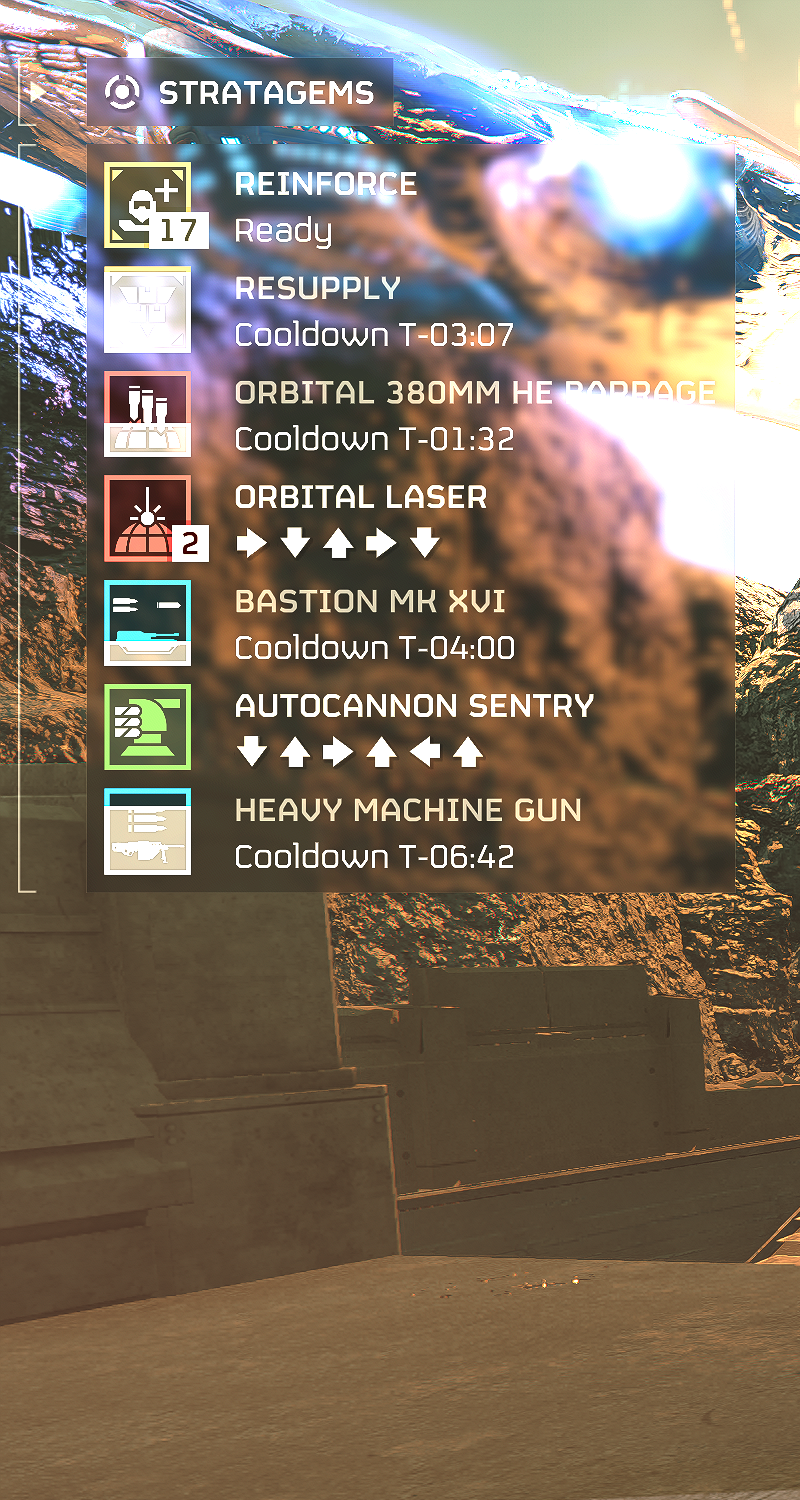 STRATAGEMS
REINFORCE
17
Ready
RESUPPLY
Cooldown T-03:07
ORBITAL 380MM HE BARRAGE
Cooldown T-01:32
ORBITAL LASER
2
BASTION MK XVI
Cooldown T-04:00
AUTOCANNON SENTRY
HEAVY MACHINE GUN
Cooldown T-06:42